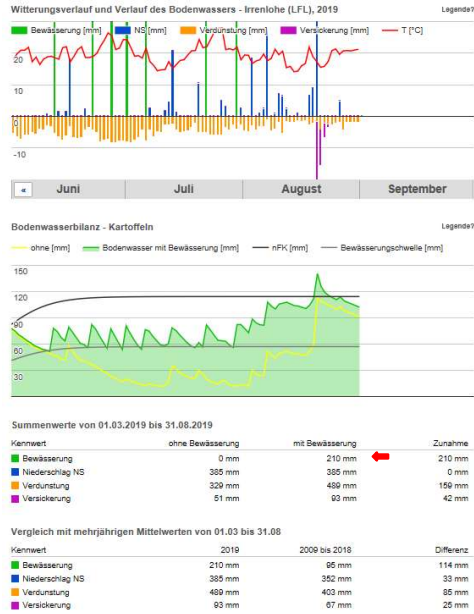 Witterungsverlauf und Verlauf des Bodenwassers - Irrenlohe (LFL), 2019 Legende?
Bewässerung [mm] NS [mm] Verdünstung [mm] Versickerung [mm] T [°C]
20
10
0
-10
« Juni Juli August September
Bodenwasserbilanz - Kartoffeln Legende?
ohne [mm] Bodenwasser mit Bewässerung [mm] nFK [mm] Bewässerungschwelle [mm]
150
120
90
60
30
Summenwerte von 01.03.2019 bis 31.08.2019
Kennwert ohne Bewässerung mit Bewässerung Zunahme
Bewässerung 0 mm 210 mm 210 mm
Niederschlag NS 385 mm 385 mm 0 mm
Verdunstung 329 mm 489 mm 159 mm
Versickerung 51 mm 93 mm 42 mm
Vergleich mit mehrjährigen Mittelwerten von 01.03 bis 31.08
Kennwert 2019 2009 bis 2018 Differenz
Bewässerung 210 mm 95 mm 114 mm
Niederschlag NS 385 mm 352 mm 33 mm
Verdunstung 489 mm 403 mm 85 mm
Versickerung 93 mm 67 mm 25 mm